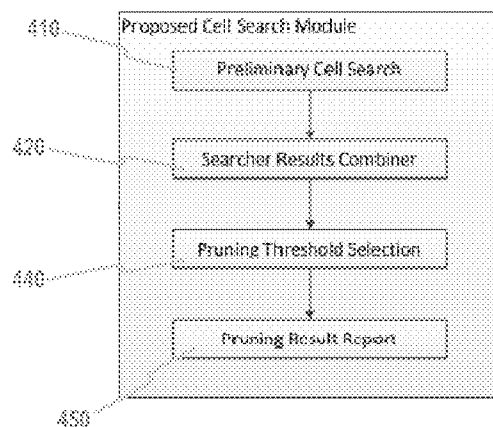 410
Proposed Cell Search Module
Preliminary Cell Search
420
Searcher Results Combiner
Pruning Threshold Selection
440
Pruning Result Report
450